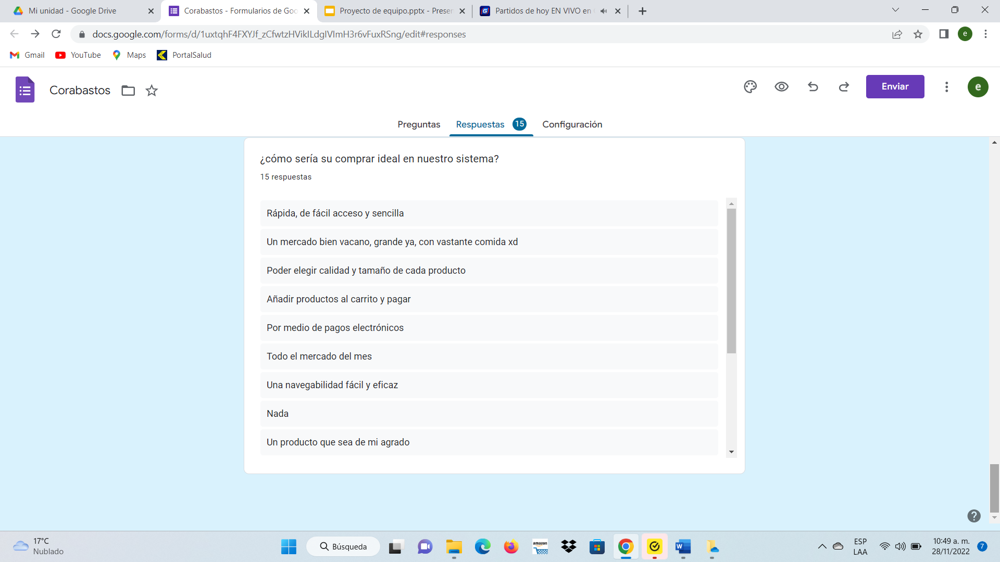 Mi unidad - Google Drive
Corabastos - Formularios de Goo
Proyecto de equipo.pptx - Presen
Partidos de hoy EN VIVO en
docs.google.com/forms/d/1uxtqhF4FXYJf_zCfwtzHVikILdgIVImH3r6vFuxRSng/edit#responses
e
Gmail
YouTube
Maps
PortalSalud
Corabastos
Enviar
e
Preguntas
Respuestas 15
Configuración
¿cómo sería su comprar ideal en nuestro sistema?
15 respuestas
Rápida, de fácil acceso y sencilla
Un mercado bien vacano, grande ya, con vastante comida xd
Poder elegir calidad y tamaño de cada producto
Añadir productos al carrito y pagar
Por medio de pagos electrónicos
Todo el mercado del mes
Una navegabilidad fácil y eficaz
Nada
Un producto que sea de mi agrado
17°C
Nublado
Búsqueda
amazon
ESP
LAA
10:49 a. m.
28/11/2022
7